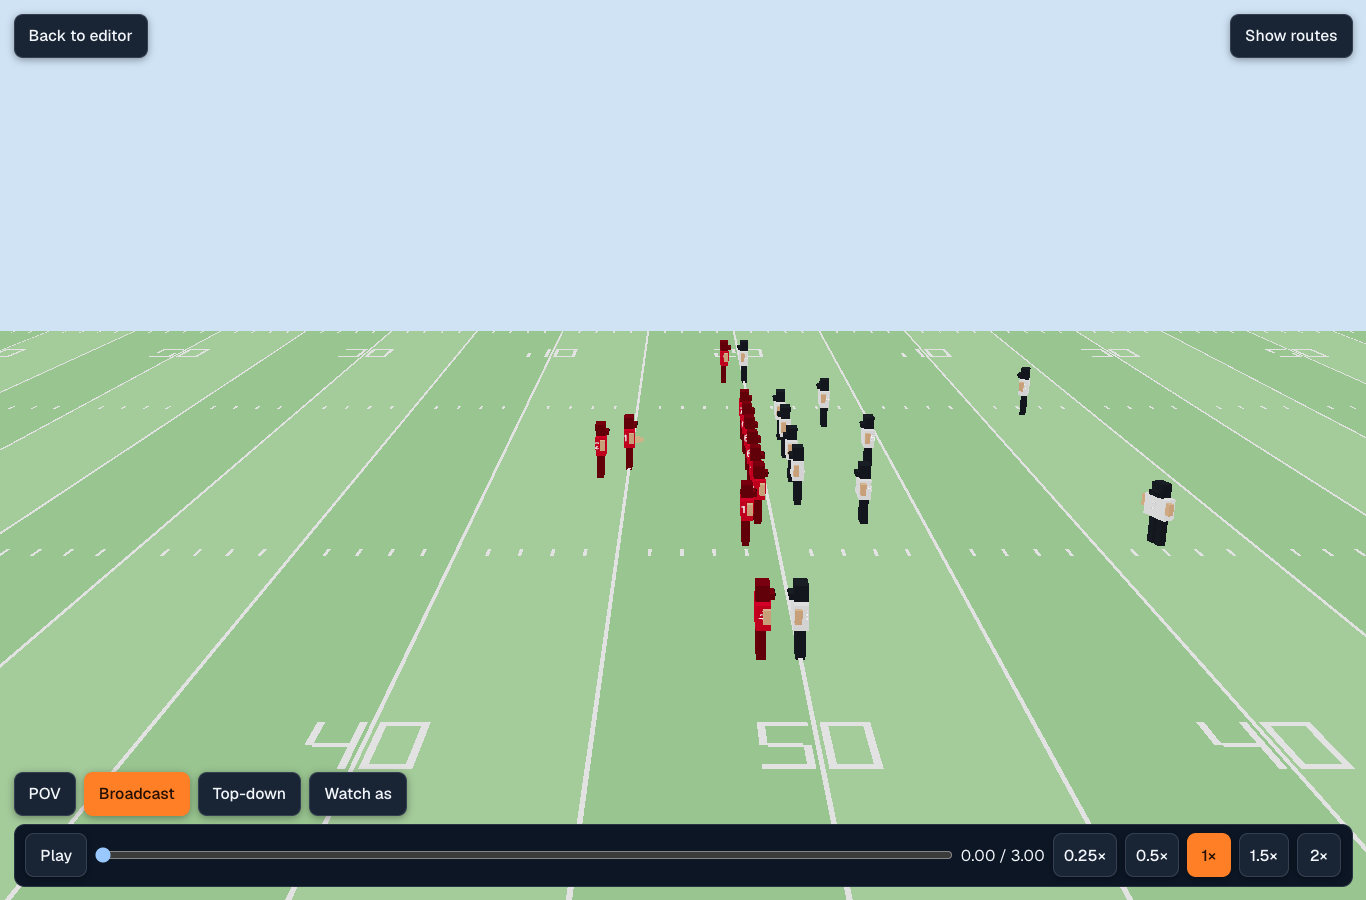 Back to editor
Show routes
40
50
40
POV
Broadcast
Top-down
Watch as
Play
0.00 / 3.00
0.25×
0.5×
1×
1.5×
2×